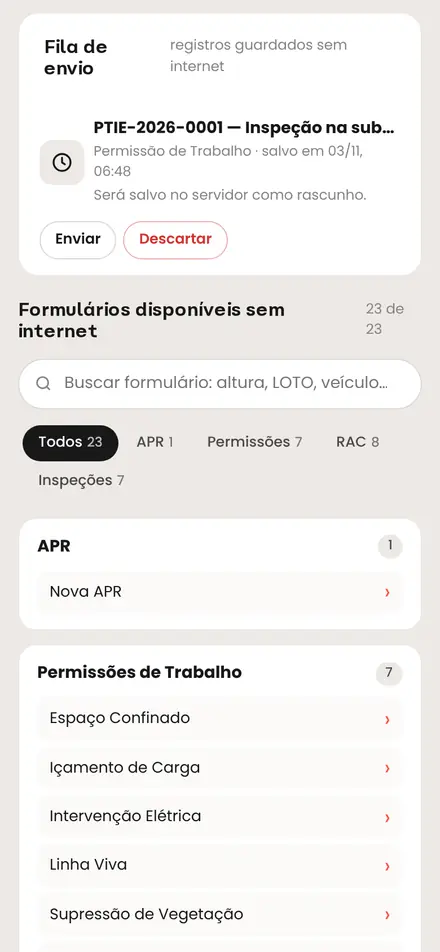 Fila de envio
registros guardados sem internet
PTIE-2026-0001 — Inspeção na sub...
Permissão de Trabalho · salvo em 03/11, 06:48
Será salvo no servidor como rascunho.
Enviar
Descartar
Formulários disponíveis sem internet
23 de 23
Buscar formulário: altura, LOTO, veículo...
Todos 23
APR 1
Permissões 7
RAC 8
Inspeções 7
APR
1
Nova APR
Permissões de Trabalho
7
Espaço Confinado
Içamento de Carga
Intervenção Elétrica
Linha Viva
Supressão de Vegetação